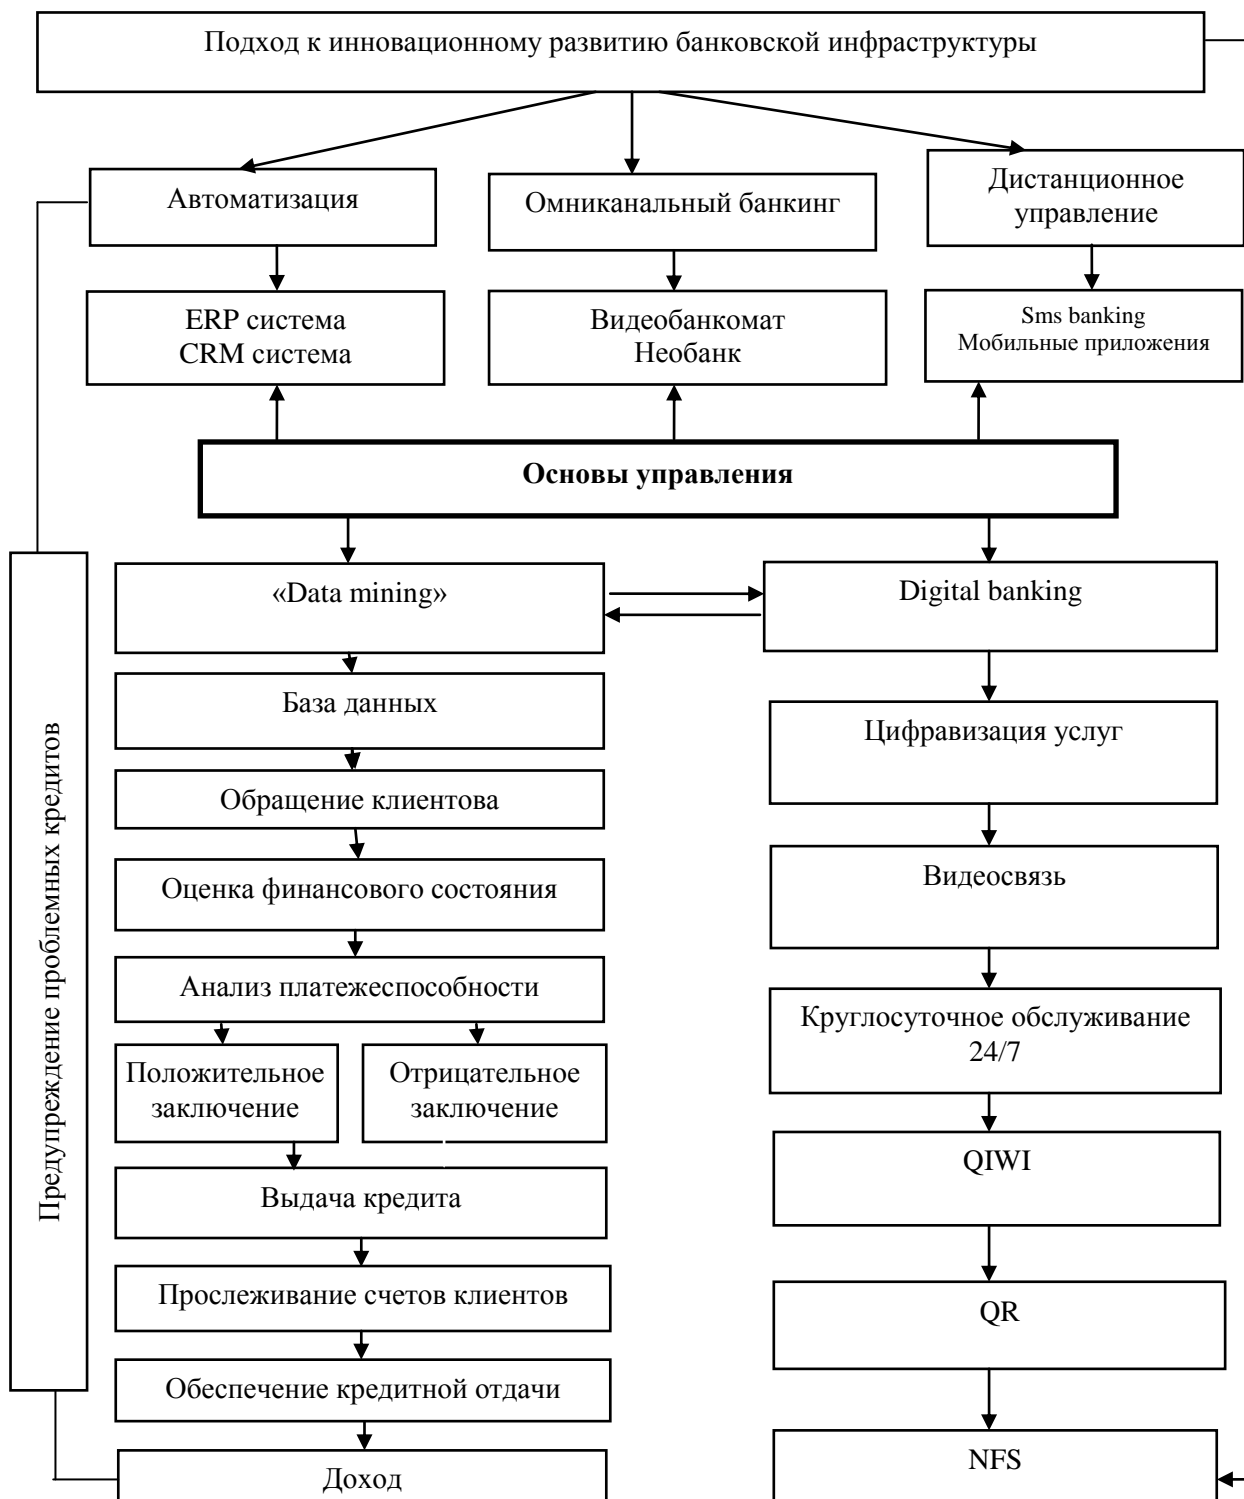 Подход к инновационному развитию банковской инфраструктуры
Автоматизация
Омниканальный банкинг
Дистанционное
управление
ERP система
CRM система
Видеобанкомат
Необанк
Sms banking
Мобильные приложения
Основы управления
Предупреждение проблемных кредитов
«Data mining»
Digital banking
База данных
Цифравизация услуг
Обращение клиентова
Оценка финансового состояния
Видеосвязь
Анализ платежеспособности
Круглосуточное обслуживание
24/7
Положительное
заключение
Отрицательное
заключение
QIWI
Выдача кредита
Прослеживание счетов клиентов
QR
Обеспечение кредитной отдачи
NFS
Доход